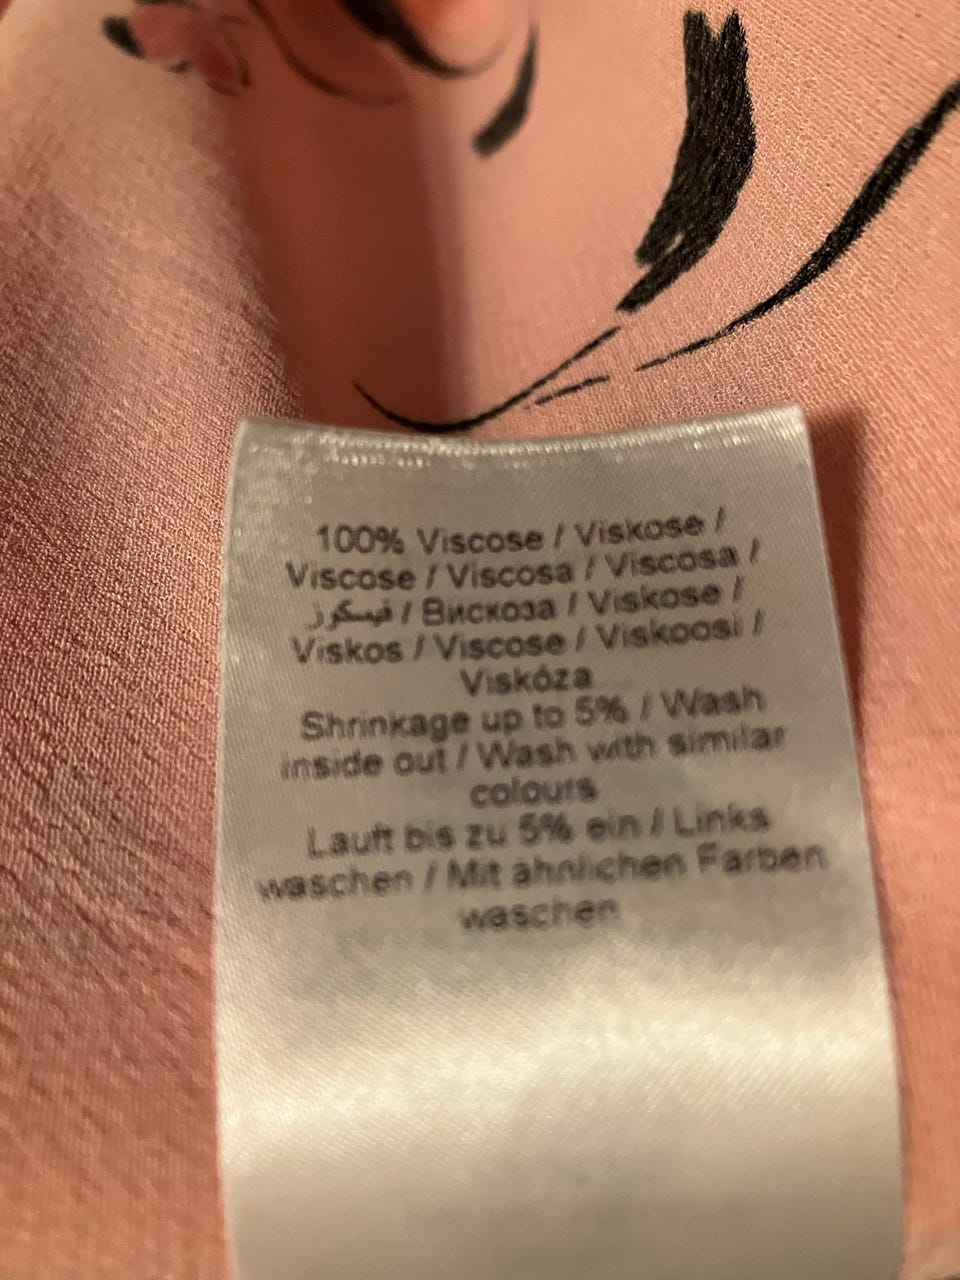 100% Viscose / Viskose /
Viscose / Viscosa / Viscosa /
فيسكوز / Вискоза / Viskose /
Viskos / Viscose / Viskoosi /
Viskóza
Shrinkage up to 5% / Wash
inside out / Wash with similar
colours
Lauft bis zu 5% ein / Links
waschen / Mit ähnlichen Farben
waschen